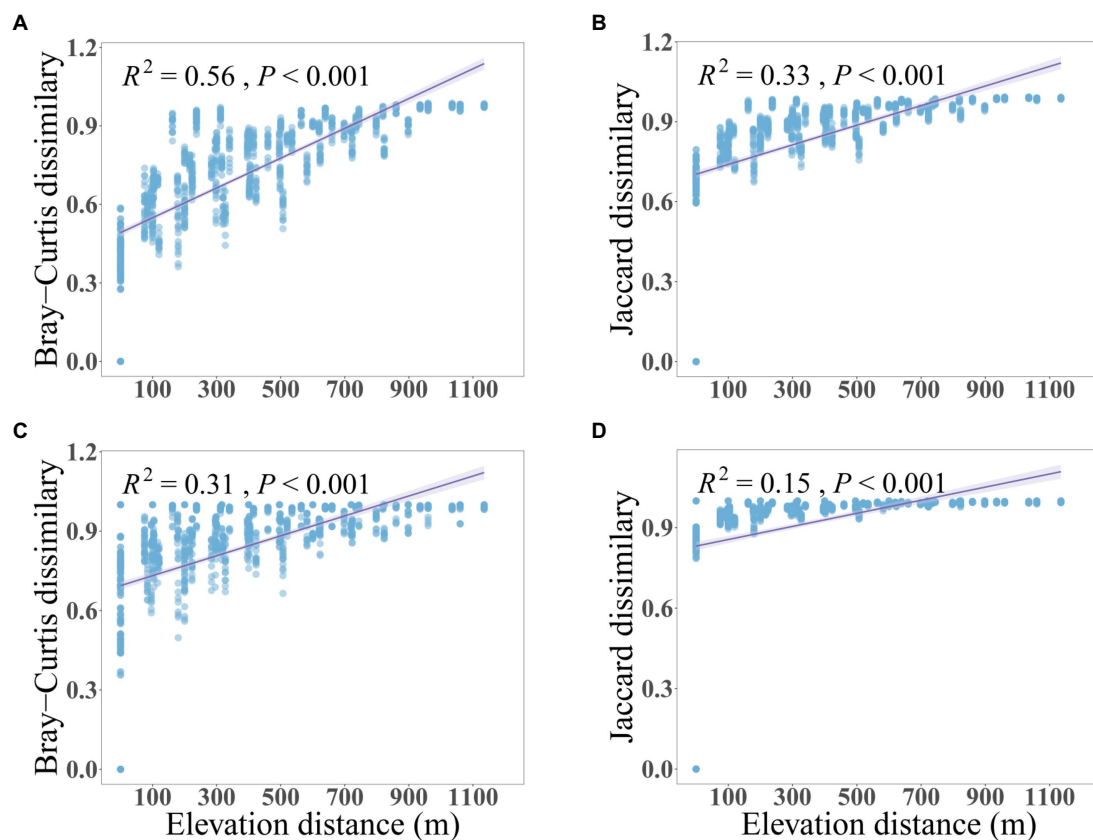 A
Bray−Curtis dissimilary
R² = 0.56 , P < 0.001
1.2
0.9
0.6
0.3
0.0
100 300 500 700 900 1100
B
Jaccard dissimilary
R² = 0.33 , P < 0.001
1.2
0.9
0.6
0.3
0.0
100 300 500 700 900 1100
C
Bray−Curtis dissimilary
R² = 0.31 , P < 0.001
1.2
0.9
0.6
0.3
0.0
100 300 500 700 900 1100
Elevation distance (m)
D
Jaccard dissimilary
R² = 0.15 , P < 0.001
0.9
0.6
0.3
0.0
100 300 500 700 900 1100
Elevation distance (m)